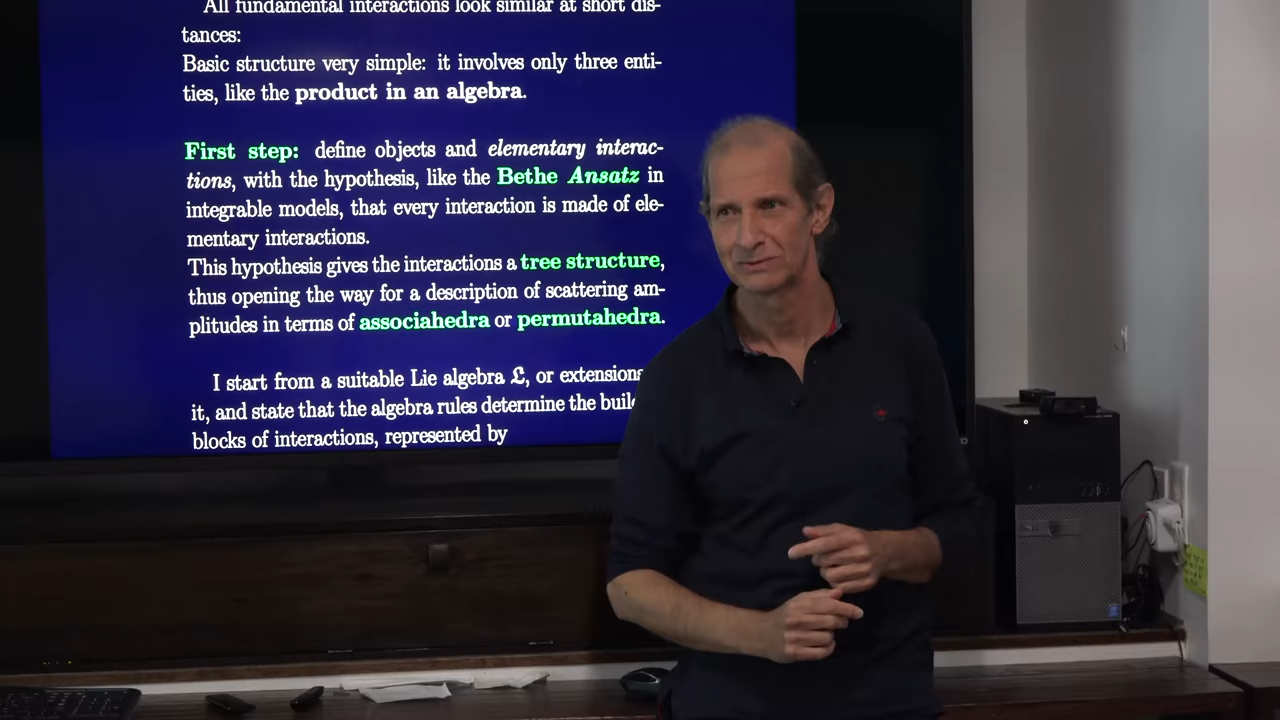 All fundamental interactions look similar at short dis-
tances:
Basic structure very simple: it involves only three enti-
ties, like the product in an algebra.
First step: define objects and elementary interac-
tions, with the hypothesis, like the Bethe Ansatz in
integrable models, that every interaction is made of ele-
mentary interactions.
This hypothesis gives the interactions a tree structure,
thus opening the way for a description of scattering am-
plitudes in terms of associahedra or permutahedra.
I start from a suitable Lie algebra 𝕷, or extensions
it, and state that the algebra rules determine the
blocks of interactions, represented by